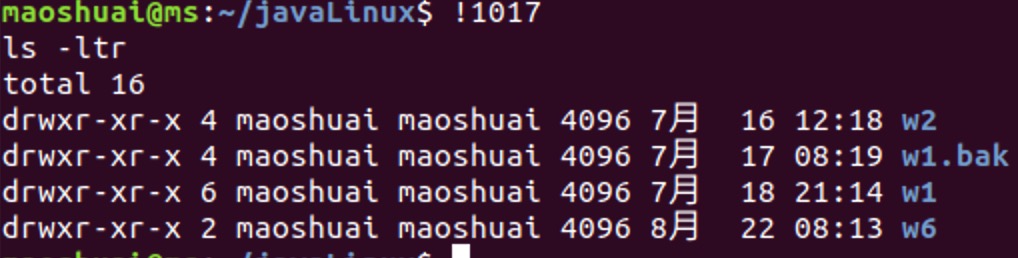 maoshuai@ms:~/javaLinux$ !1017
ls -ltr
total 16
drwxr-xr-x 4 maoshuai maoshuai 4096 7月  16 12:18 w2
drwxr-xr-x 4 maoshuai maoshuai 4096 7月  17 08:19 w1.bak
drwxr-xr-x 6 maoshuai maoshuai 4096 7月  18 21:14 w1
drwxr-xr-x 2 maoshuai maoshuai 4096 8月  22 08:13 w6
maoshuai@ms:~/javaLinux$